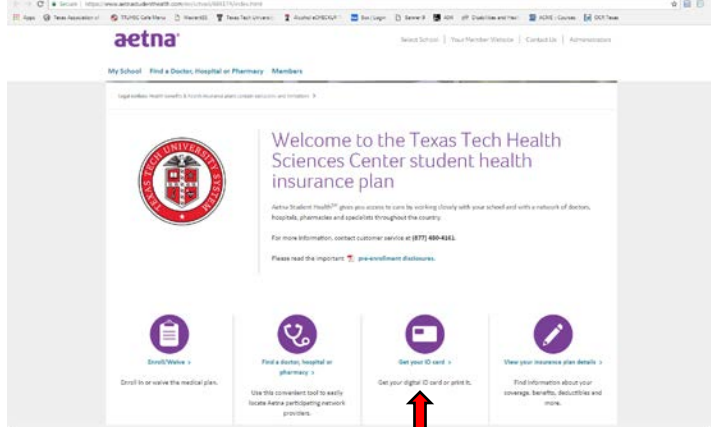 Apps
Secure
aetna
Select School | Your Member Website | Contact Us | Administrators
My School Find a Doctor, Hospital or Pharmacy Members
TEXAS TECH UNIVERSITY SYSTEM
Welcome to the Texas Tech Health
Sciences Center student health
insurance plan
Aetna Student Health℠ gives you access to care by working closely with your school and with a network of doctors,
hospitals, pharmacies and specialists throughout the country.
For more information, contact customer service at
Please read the important pre-enrollment disclosures.
Enroll/Waive >
Enroll in or waive the medical plan.
Find a doctor, hospital or
pharmacy >
Use this convenient tool to easily
locate Aetna participating network
providers.
Get your ID card >
Get your digital ID card or print it.
View your insurance plan details >
Find information about your
coverage, benefits, deductibles and
more.